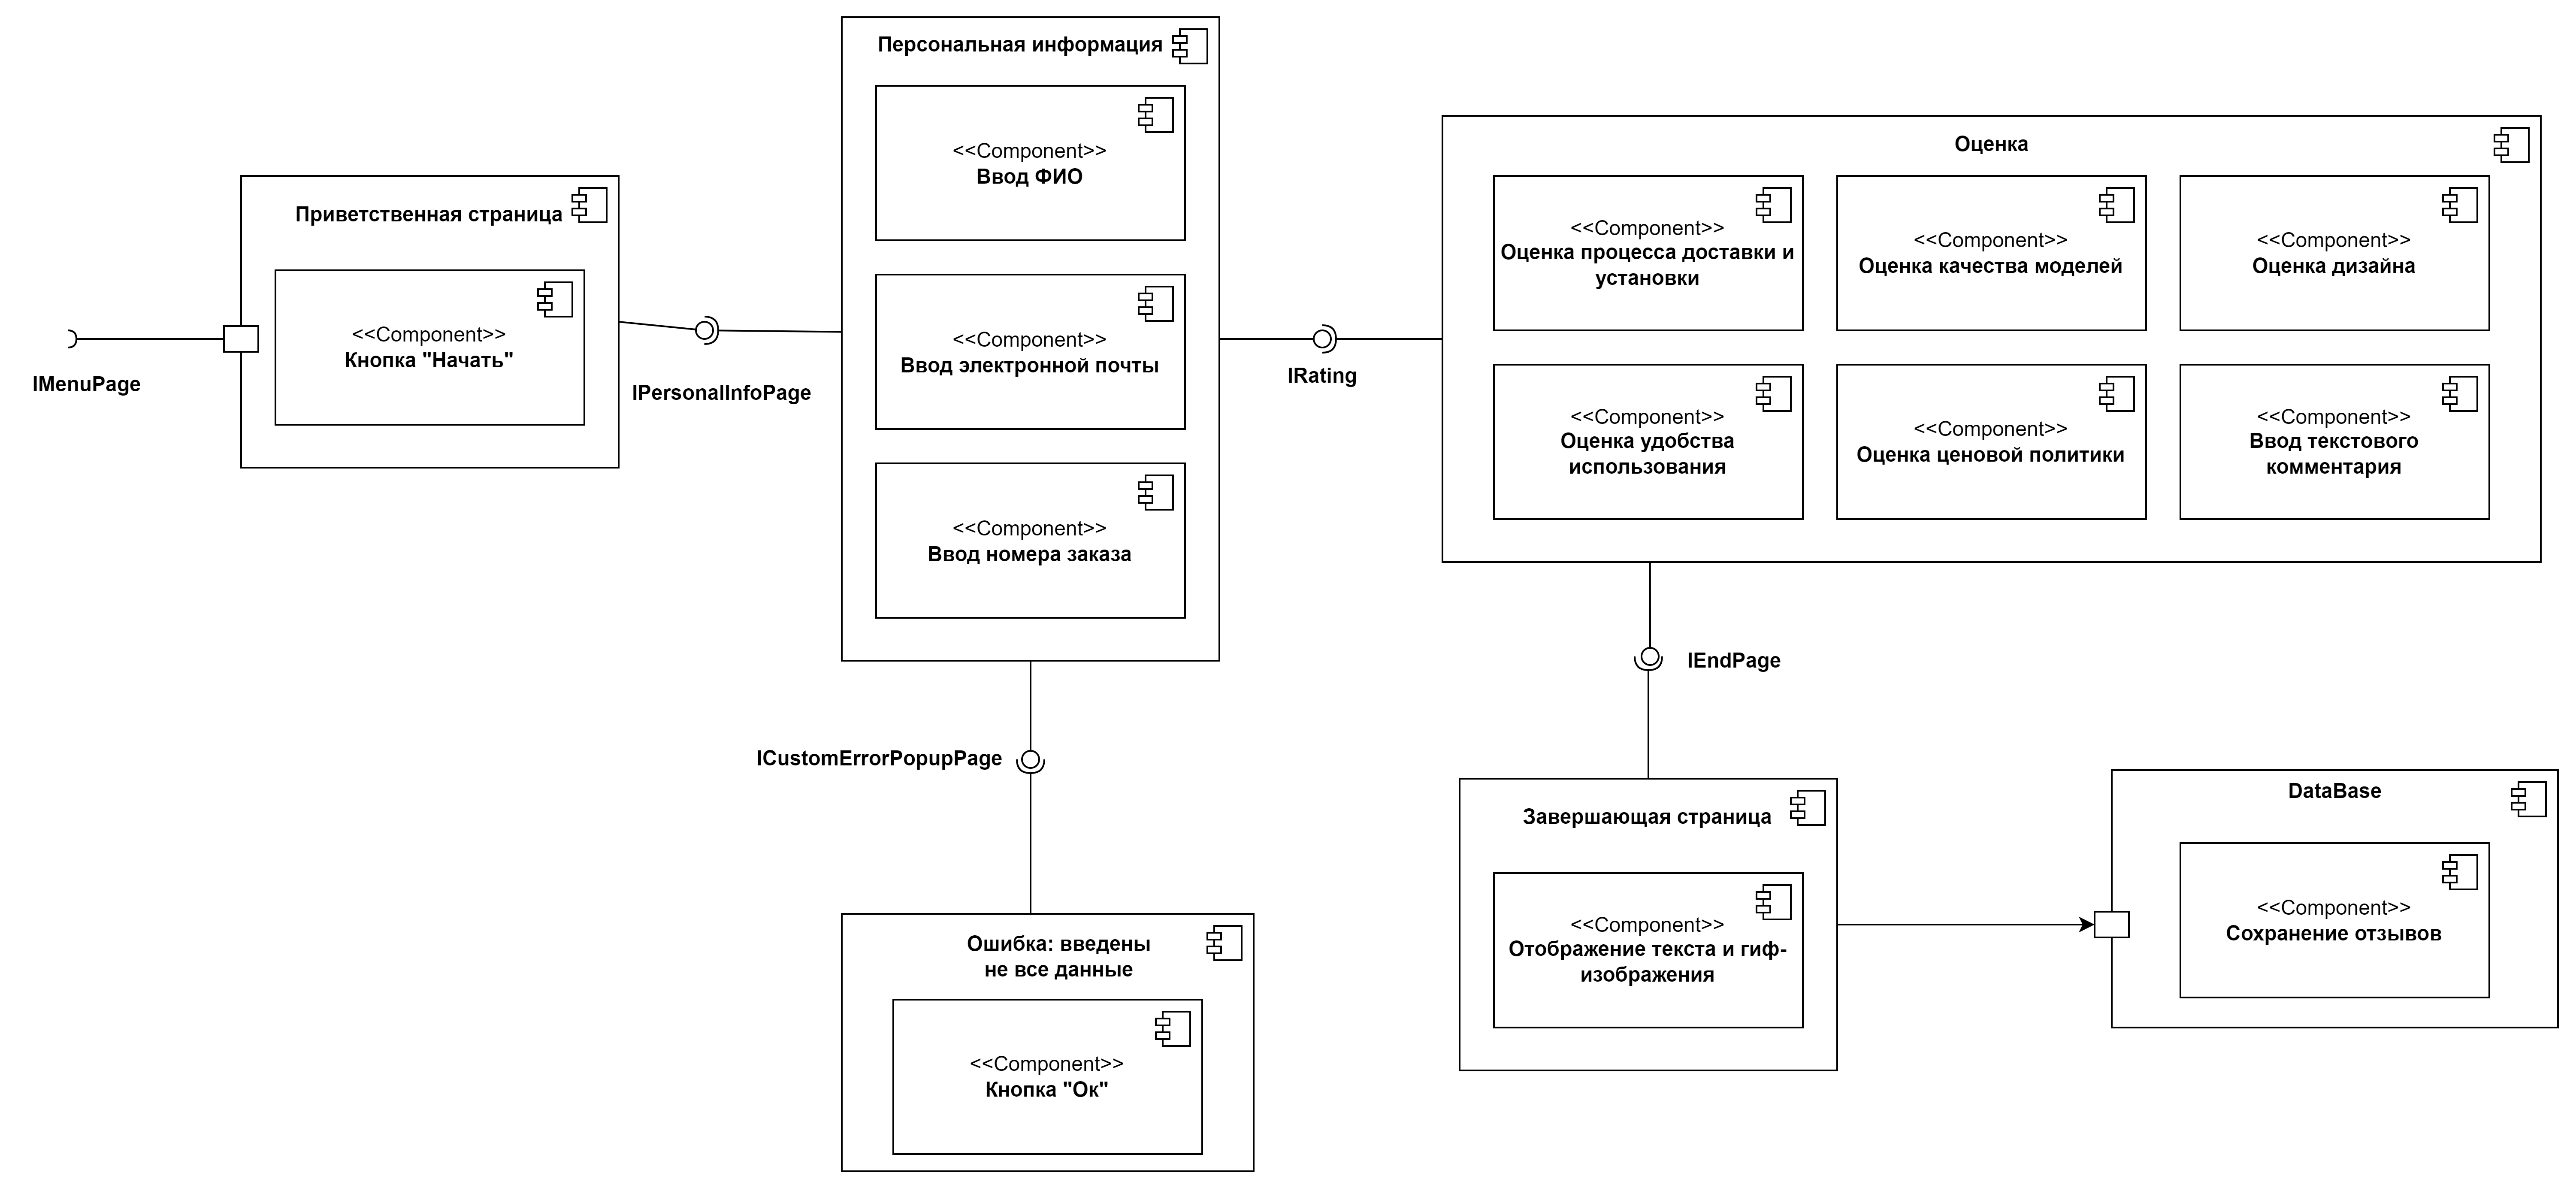 IMenuPage
Приветственная страница
<<Component>>
Кнопка "Начать"
IPersonalInfoPage
Персональная информация
<<Component>>
Ввод ФИО
<<Component>>
Ввод электронной почты
<<Component>>
Ввод номера заказа
IRating
Оценка
<<Component>>
Оценка процесса доставки и
установки
<<Component>>
Оценка качества моделей
<<Component>>
Оценка дизайна
<<Component>>
Оценка удобства
использования
<<Component>>
Оценка ценовой политики
<<Component>>
Ввод текстового
комментария
ICustomErrorPopupPage
Ошибка: введены
не все данные
<<Component>>
Кнопка "Ок"
IEndPage
Завершающая страница
<<Component>>
Отображение текста и гиф-
изображения
DataBase
<<Component>>
Сохранение отзывов